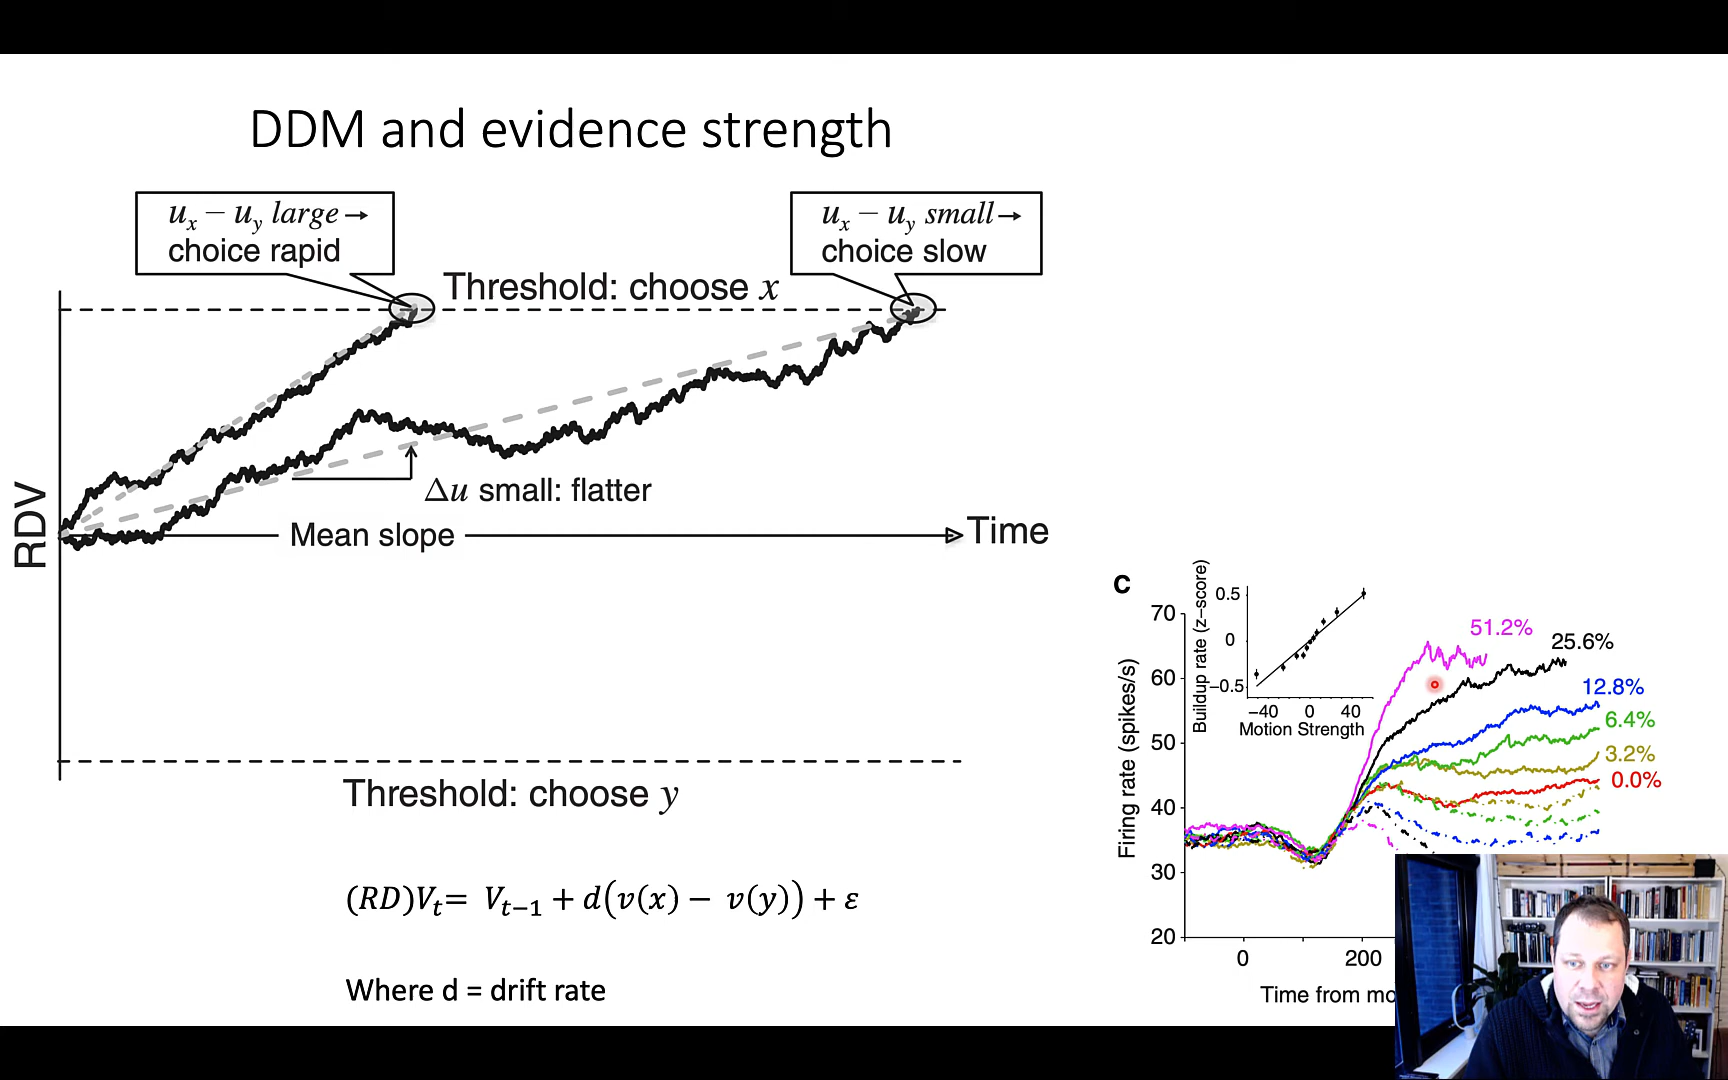 DDM and evidence strength
u_x − u_y large →
choice rapid
u_x − u_y small →
choice slow
Threshold: choose x
Δu small: flatter
RDV
Mean slope
Time
Threshold: choose y
(RD)V_t= V_{t−1} + d(v(x) − v(y)) + ε
Where d = drift rate
c
Buildup rate (z−score)
0.5
0
−0.5
−40 0 40
Motion Strength
Firing rate (spikes/s)
70
60
50
40
30
20
51.2%
25.6%
12.8%
6.4%
3.2%
0.0%
0 200
Time from mo